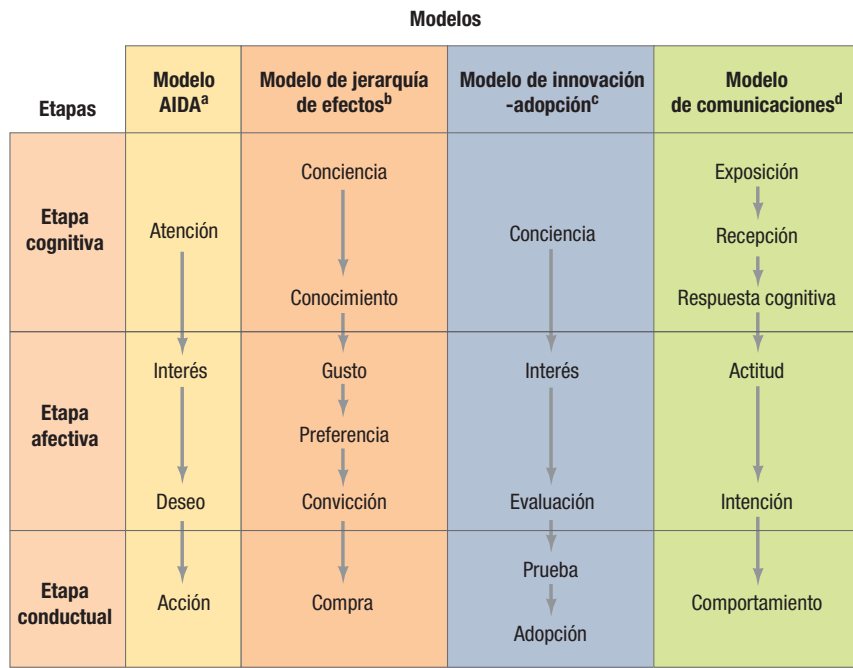 Modelos
Etapas
Modelo
AIDAa
Modelo de jerarquía
de efectosb
Modelo de innovación
-adopciónc
Modelo
de comunicacionesd
Etapa
cognitiva
Atención
Conciencia
Conocimiento
Conciencia
Exposición
Recepción
Respuesta cognitiva
Etapa
afectiva
Interés
Deseo
Gusto
Preferencia
Convicción
Interés
Evaluación
Actitud
Intención
Etapa
conductual
Acción
Compra
Prueba
Adopción
Comportamiento